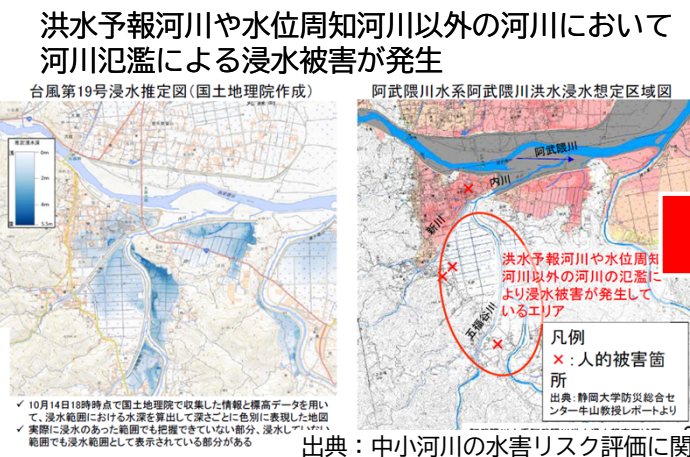 洪水予報河川や水位周知河川以外の河川において
河川氾濫による浸水被害が発生
台風第19号浸水推定図(国土地理院作成)
推定浸水深
浅
0m
2m
4m
5.5m
深
✓ 10月14日18時時点で国土地理院で収集した情報と標高データを用い
て、浸水範囲における水深を算出して深さごとに色別に表現した地図
✓ 実際に浸水のあった範囲でも把握できていない部分、浸水していない
範囲でも浸水範囲として表示されている部分がある
阿武隈川水系阿武隈川洪水浸水想定区域図
阿武隈川
内川
新川
五福谷川
洪水予報河川や水位周知
河川以外の河川の氾濫に
より浸水被害が発生して
いるエリア
凡例
×:人的被害箇
所
出典:静岡大学防災総合セ
ンター牛山教授レポートより
出典:中小河川の水害リスク評価に関